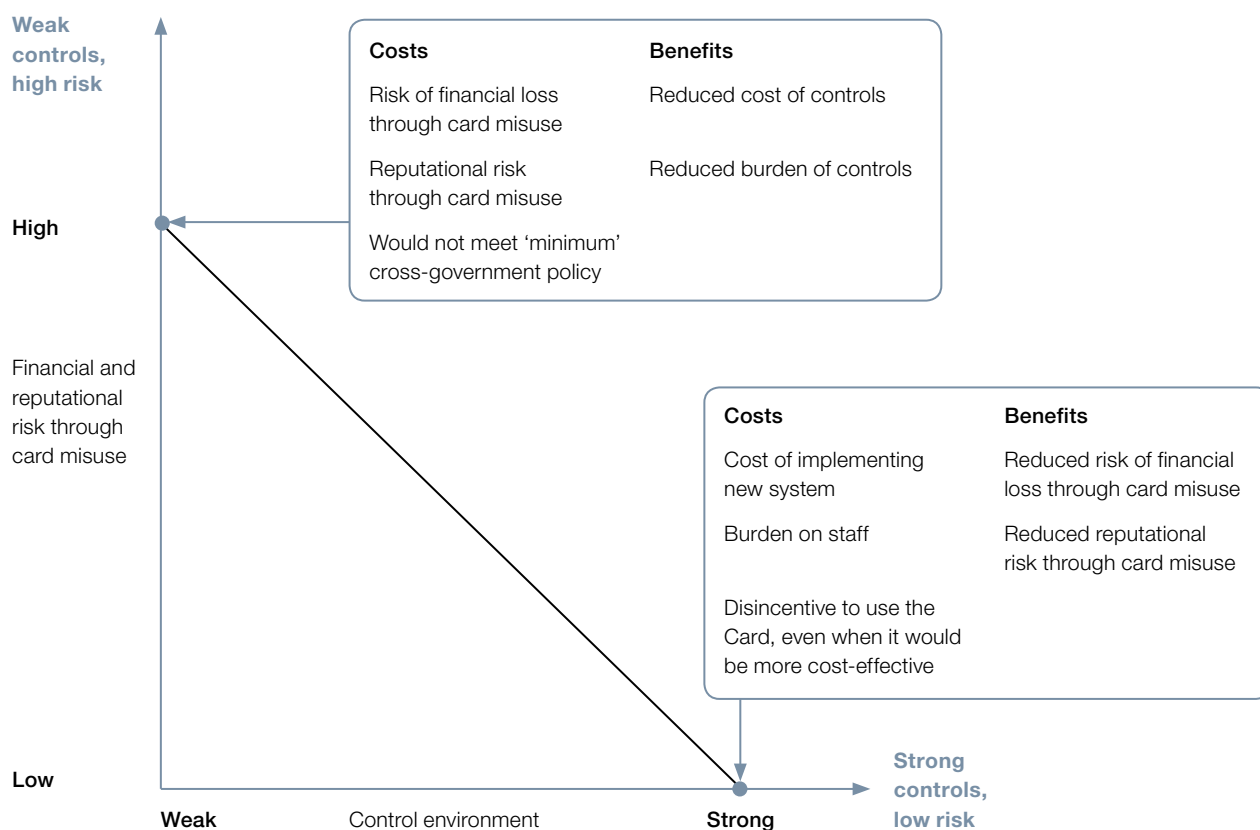 Weak
controls,
high risk
Costs
Benefits
Risk of financial loss
through card misuse
Reduced cost of controls
Reputational risk
through card misuse
Reduced burden of controls
Would not meet ‘minimum’
cross-government policy
High
Financial and
reputational
risk through
card misuse
Costs
Benefits
Cost of implementing
new system
Reduced risk of financial
loss through card misuse
Burden on staff
Reduced reputational
risk through card misuse
Disincentive to use the
Card, even when it would
be more cost-effective
Low
Strong
controls,
low risk
Weak
Control environment
Strong